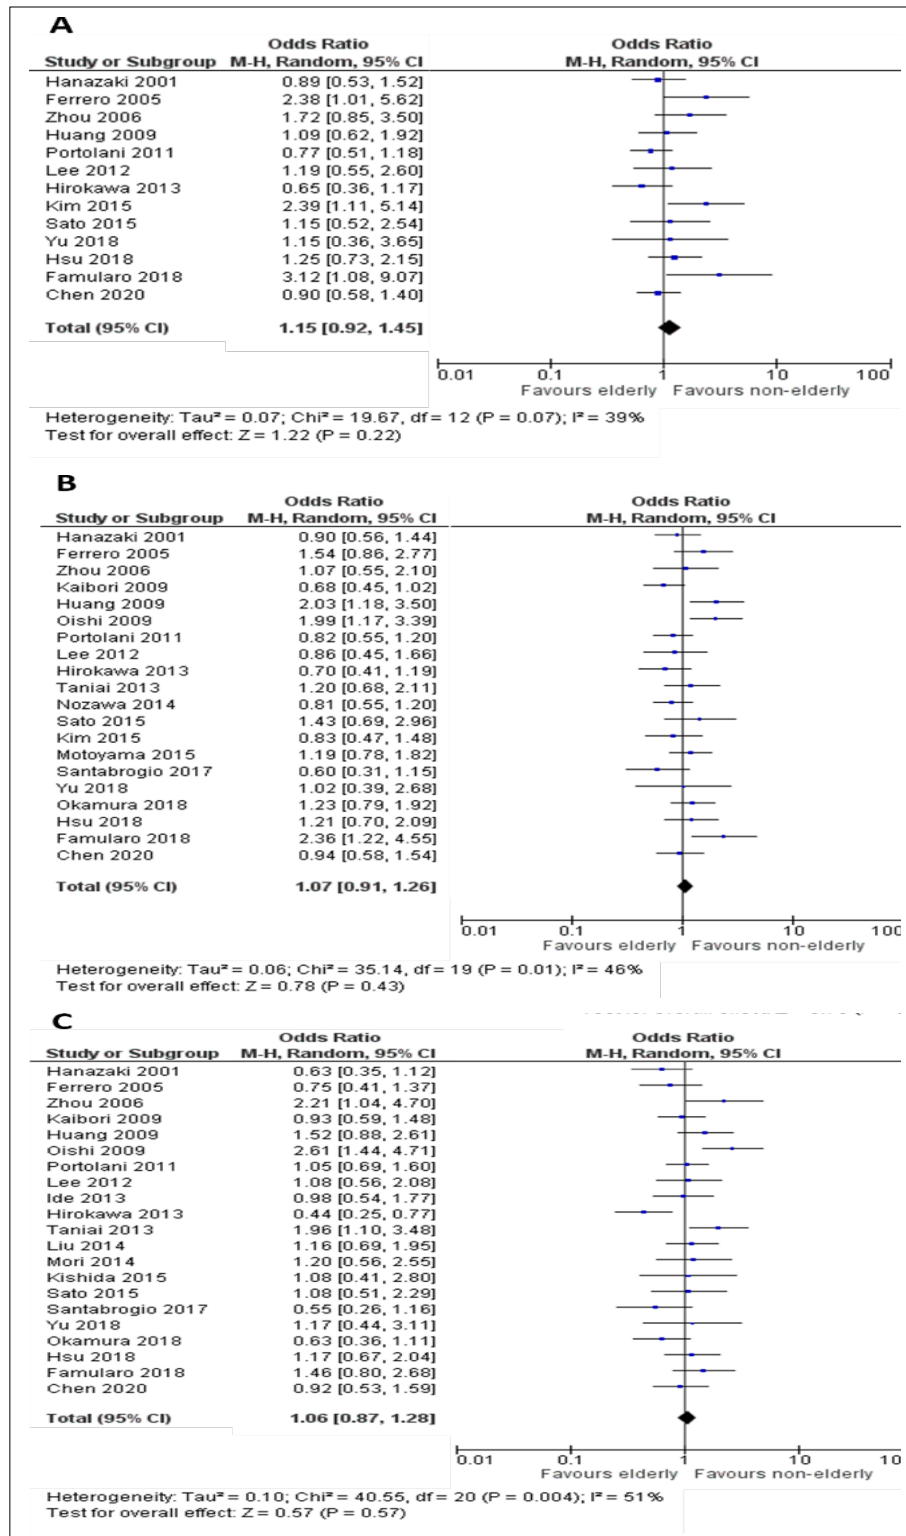 A
Odds Ratio Odds Ratio
Study or Subgroup M-H, Random, 95% CI M-H, Random, 95% CI
Hanazaki 2001 0.89 [0.53, 1.52]
Ferrero 2005 2.38 [1.01, 5.62]
Zhou 2006 1.72 [0.85, 3.50]
Huang 2009 1.09 [0.62, 1.92]
Portolani 2011 0.77 [0.51, 1.18]
Lee 2012 1.19 [0.55, 2.60]
Hirokawa 2013 0.65 [0.36, 1.17]
Kim 2015 2.39 [1.11, 5.14]
Sato 2015 1.15 [0.52, 2.54]
Yu 2018 1.15 [0.36, 3.65]
Hsu 2018 1.25 [0.73, 2.15]
Famularo 2018 3.12 [1.08, 9.07]
Chen 2020 0.90 [0.58, 1.40]
Total (95% CI) 1.15 [0.92, 1.45]
0.01 0.1 1 10 100
Favours elderly Favours non-elderly
Heterogeneity: Tau² = 0.07; Chi² = 19.67, df = 12 (P = 0.07); I² = 39%
Test for overall effect: Z = 1.22 (P = 0.22)
B
Odds Ratio Odds Ratio
Study or Subgroup M-H, Random, 95% CI M-H, Random, 95% CI
Hanazaki 2001 0.90 [0.56, 1.44]
Ferrero 2005 1.54 [0.86, 2.77]
Zhou 2006 1.07 [0.55, 2.10]
Kaibori 2009 0.68 [0.45, 1.02]
Huang 2009 2.03 [1.18, 3.50]
Oishi 2009 1.99 [1.17, 3.39]
Portolani 2011 0.82 [0.55, 1.20]
Lee 2012 0.86 [0.45, 1.66]
Hirokawa 2013 0.70 [0.41, 1.19]
Taniai 2013 1.20 [0.68, 2.11]
Nozawa 2014 0.81 [0.55, 1.20]
Sato 2015 1.43 [0.69, 2.96]
Kim 2015 0.83 [0.47, 1.48]
Motoyama 2015 1.19 [0.78, 1.82]
Santabrogio 2017 0.60 [0.31, 1.15]
Yu 2018 1.02 [0.39, 2.68]
Okamura 2018 1.23 [0.79, 1.92]
Hsu 2018 1.21 [0.70, 2.09]
Famularo 2018 2.36 [1.22, 4.55]
Chen 2020 0.94 [0.58, 1.54]
Total (95% CI) 1.07 [0.91, 1.26]
0.01 0.1 1 10 100
Favours elderly Favours non-elderly
Heterogeneity: Tau² = 0.06; Chi² = 35.14, df = 19 (P = 0.01); I² = 46%
Test for overall effect: Z = 0.78 (P = 0.43)
C
Odds Ratio Odds Ratio
Study or Subgroup M-H, Random, 95% CI M-H, Random, 95% CI
Hanazaki 2001 0.63 [0.35, 1.12]
Ferrero 2005 0.75 [0.41, 1.37]
Zhou 2006 2.21 [1.04, 4.70]
Kaibori 2009 0.93 [0.59, 1.48]
Huang 2009 1.52 [0.88, 2.61]
Oishi 2009 2.61 [1.44, 4.71]
Portolani 2011 1.05 [0.69, 1.60]
Lee 2012 1.08 [0.56, 2.08]
Ide 2013 0.98 [0.54, 1.77]
Hirokawa 2013 0.44 [0.25, 0.77]
Taniai 2013 1.96 [1.10, 3.48]
Liu 2014 1.16 [0.69, 1.95]
Mori 2014 1.20 [0.56, 2.55]
Kishida 2015 1.08 [0.41, 2.80]
Sato 2015 1.08 [0.51, 2.29]
Santabrogio 2017 0.55 [0.26, 1.16]
Yu 2018 1.17 [0.44, 3.11]
Okamura 2018 0.63 [0.36, 1.11]
Hsu 2018 1.17 [0.67, 2.04]
Famularo 2018 1.46 [0.80, 2.68]
Chen 2020 0.92 [0.53, 1.59]
Total (95% CI) 1.06 [0.87, 1.28]
0.01 0.1 1 10 100
Favours elderly Favours non-elderly
Heterogeneity: Tau² = 0.10; Chi² = 40.55, df = 20 (P = 0.004); I² = 51%
Test for overall effect: Z = 0.57 (P = 0.57)